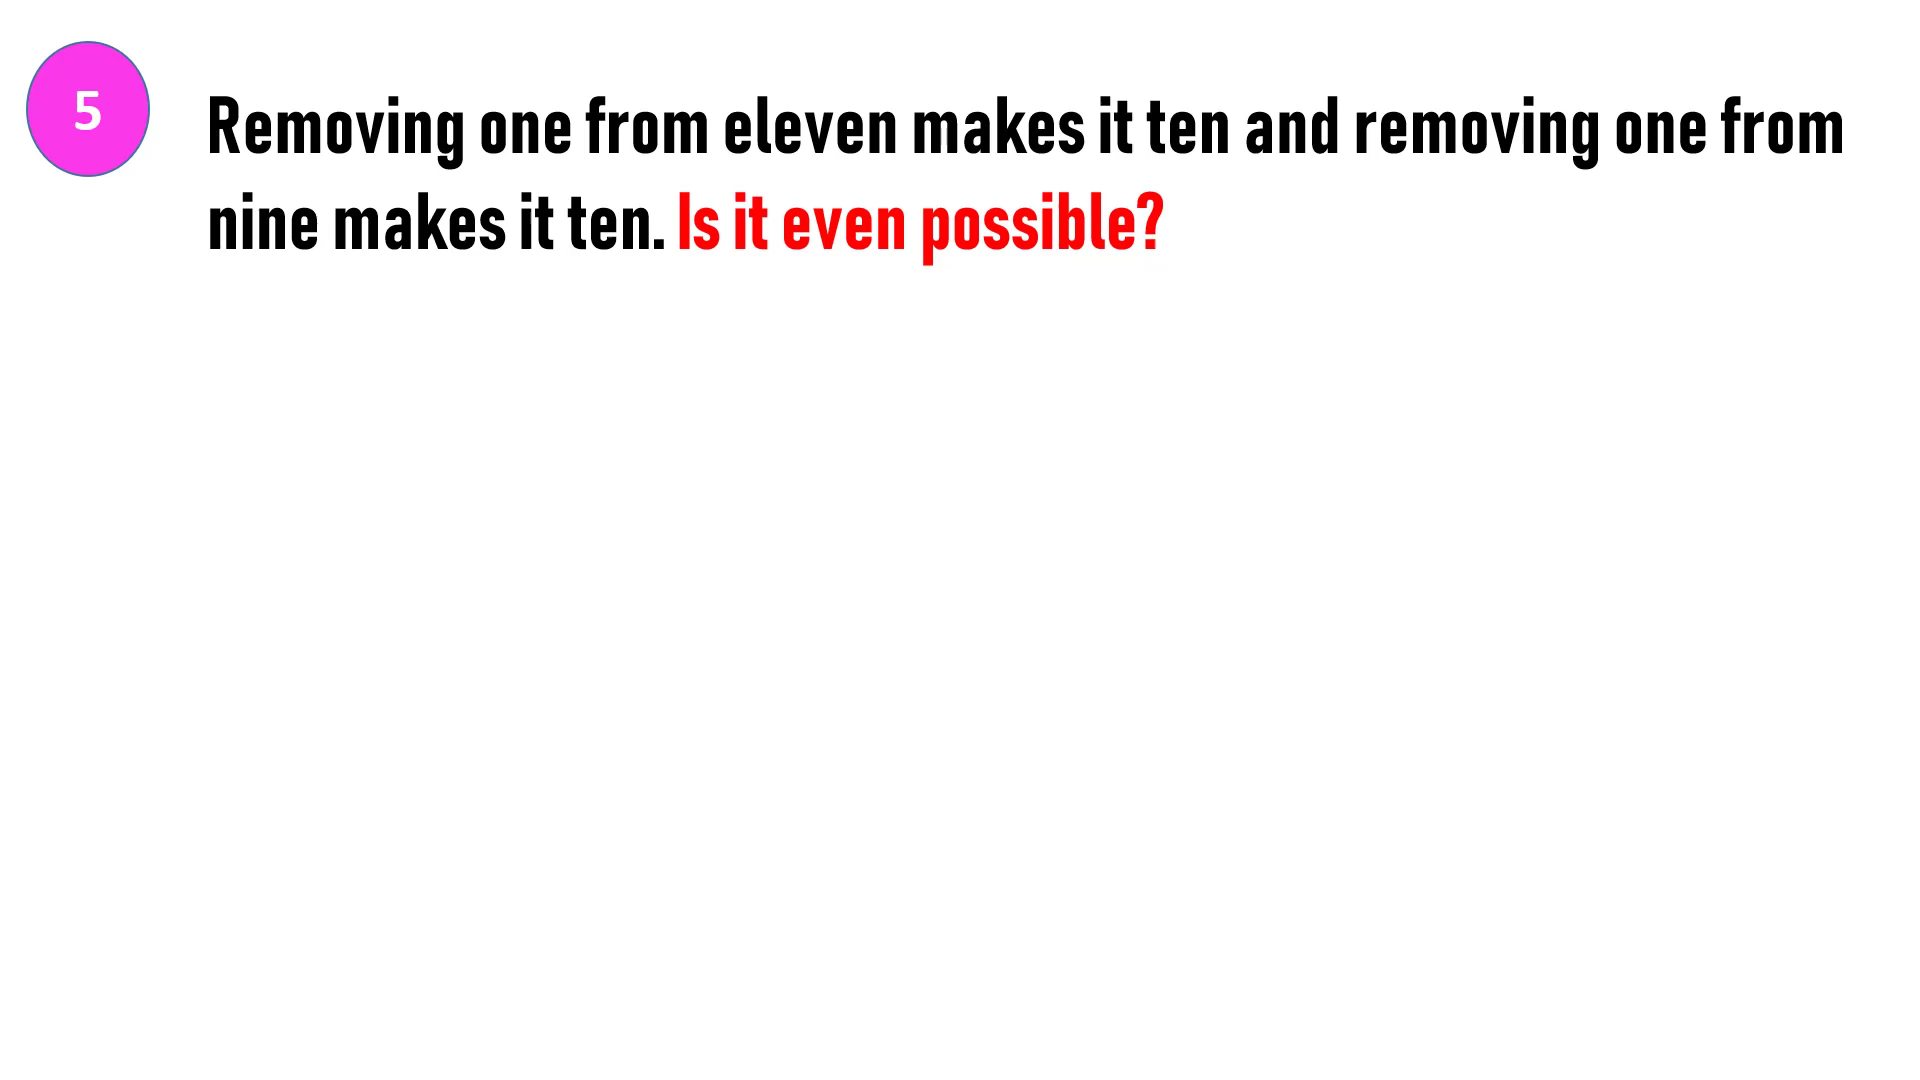 5
Removing one from eleven makes it ten and removing one from
nine makes it ten. Is it even possible?